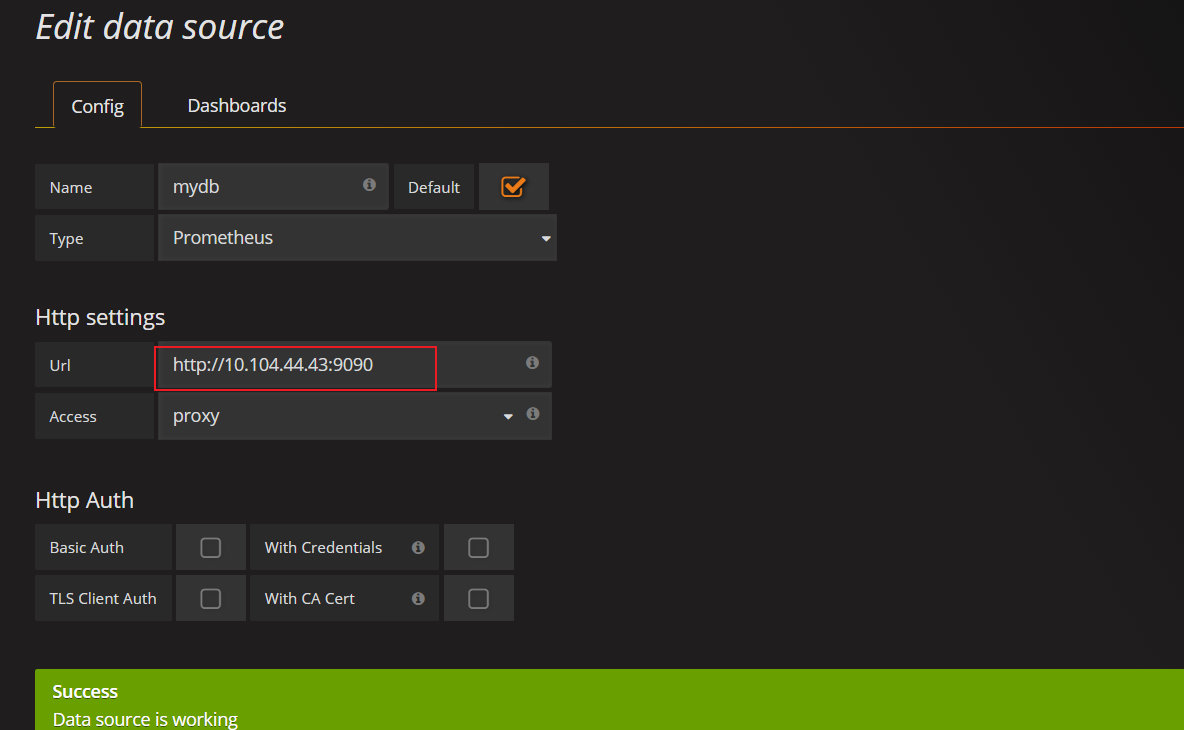 Edit data source
Config Dashboards
Name mydb Default
Type Prometheus
Http settings
Url http://10.104.44.43:9090
Access proxy
Http Auth
Basic Auth With Credentials
TLS Client Auth With CA Cert
Success
Data source is working